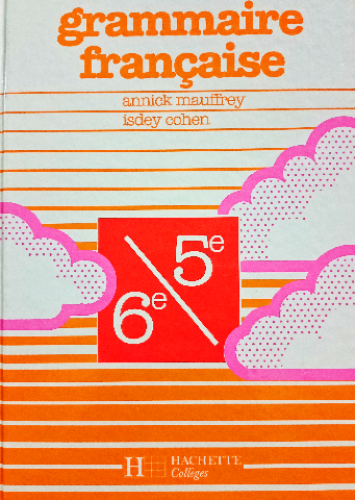 grammaire
française
annick mauffrey
isdey cohen
6e / 5e
H HACHETTE
Collèges